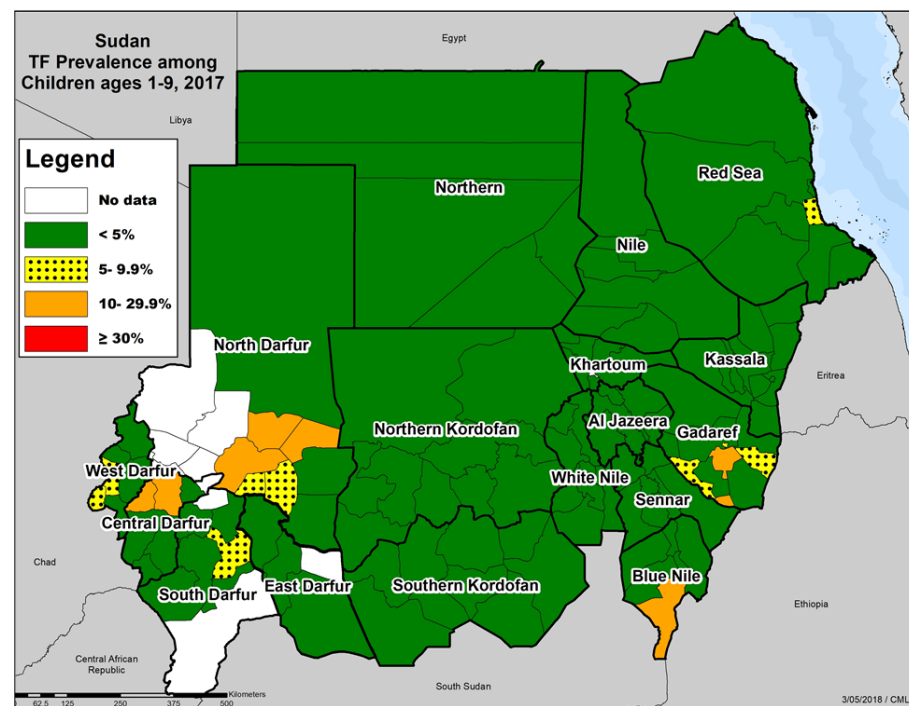 Sudan
TF Prevalence among
Children ages 1-9, 2017
Egypt
Libya
Legend
No data
< 5%
5- 9.9%
10- 29.9%
≥ 30%
Red Sea
Northern
Nile
North Darfur
Khartoum
Kassala
Eritrea
Northern Kordofan
Al Jazeera
Gadaref
West Darfur
White Nile
Sennar
Central Darfur
Chad
Blue Nile
South Darfur
East Darfur
Southern Kordofan
Ethiopia
Central African
Republic
South Sudan
Kilometers
0 62.5 125 250 375 500
3/05/2018 / CML